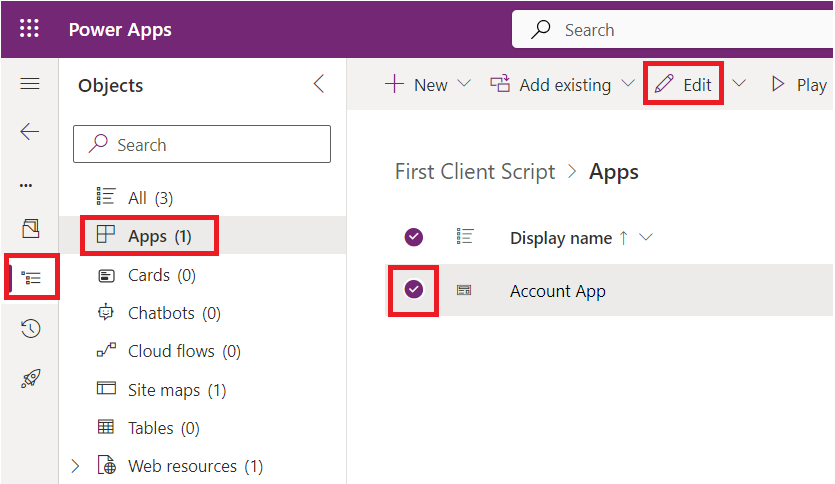 Power Apps
Search
Objects
New
Add existing
Edit
Play
Search
First Client Script > Apps
All (3)
Apps (1)
Cards (0)
Chatbots (0)
Cloud flows (0)
Site maps (1)
Tables (0)
Web resources (1)
Display name ↑
Account App